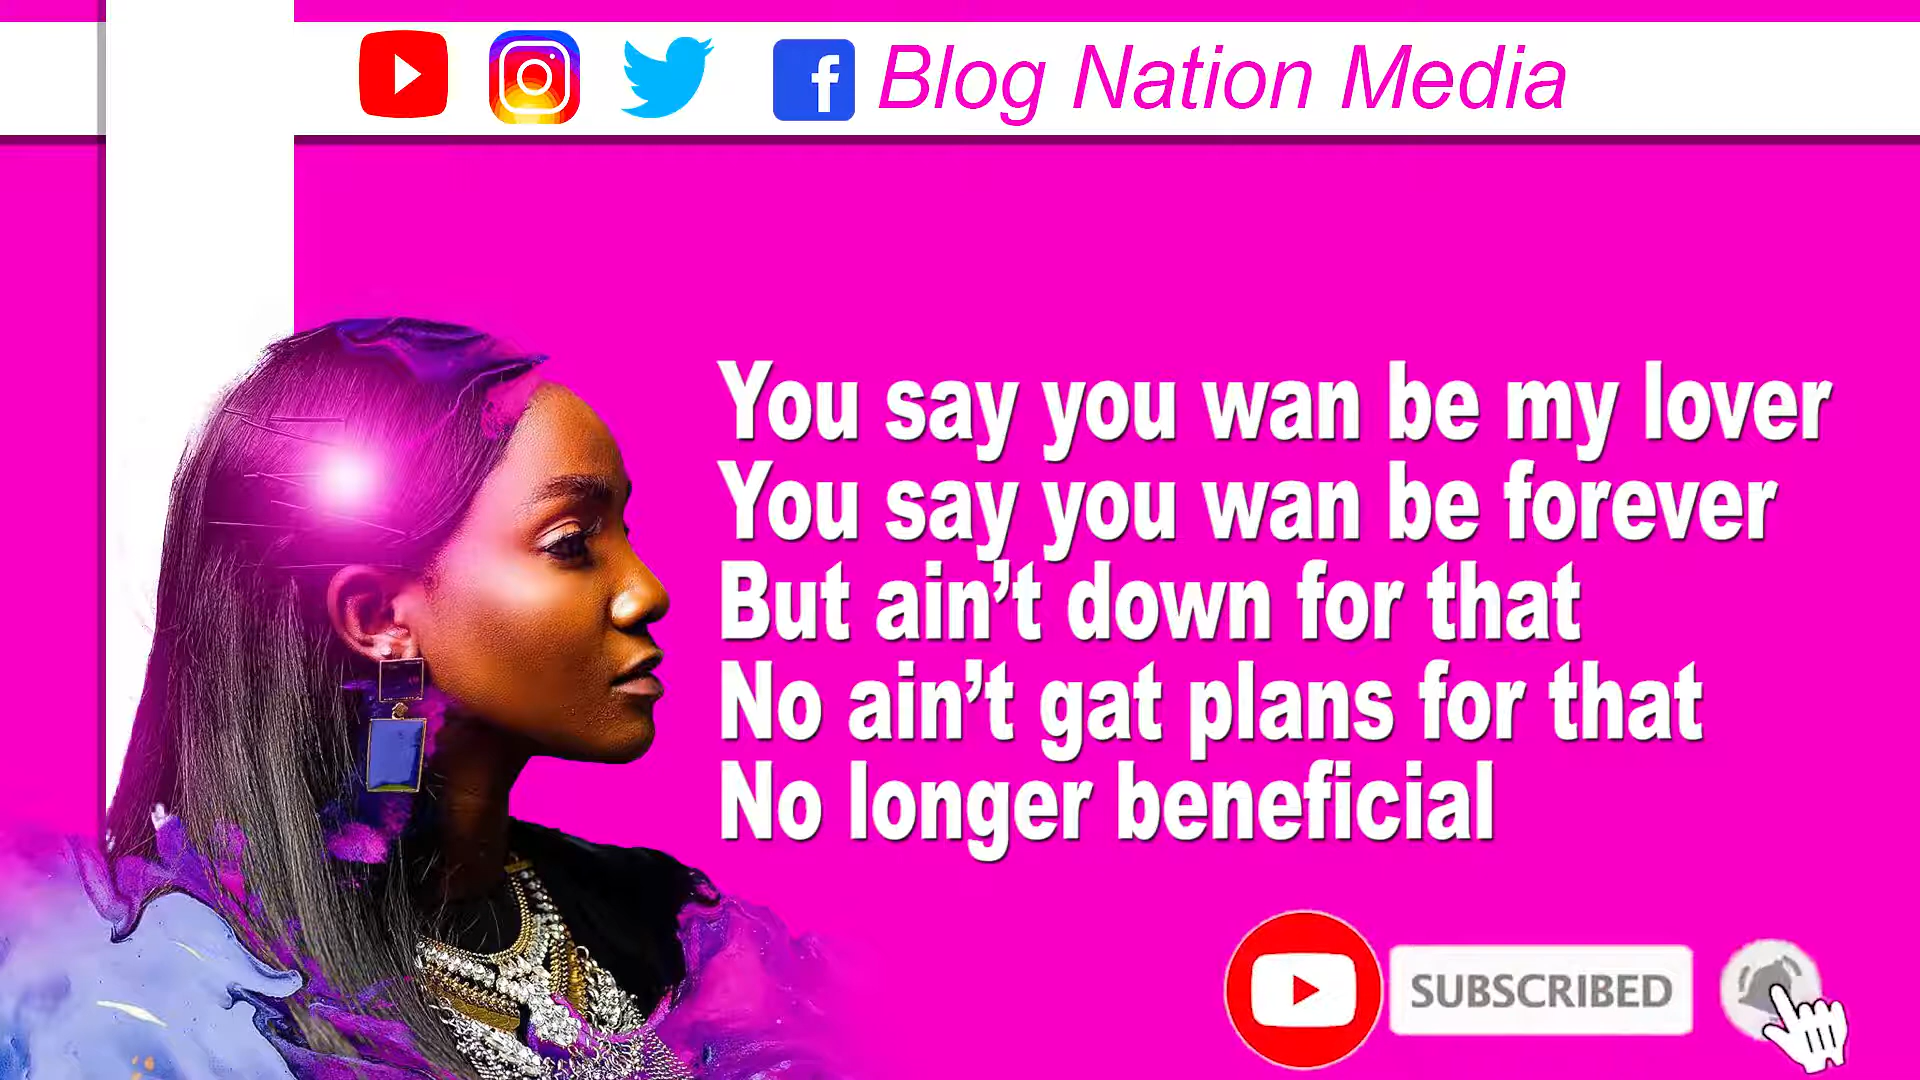 Blog Nation Media
You say you wan be my lover
You say you wan be forever
But ain't down for that
No ain't gat plans for that
No longer beneficial
SUBSCRIBED